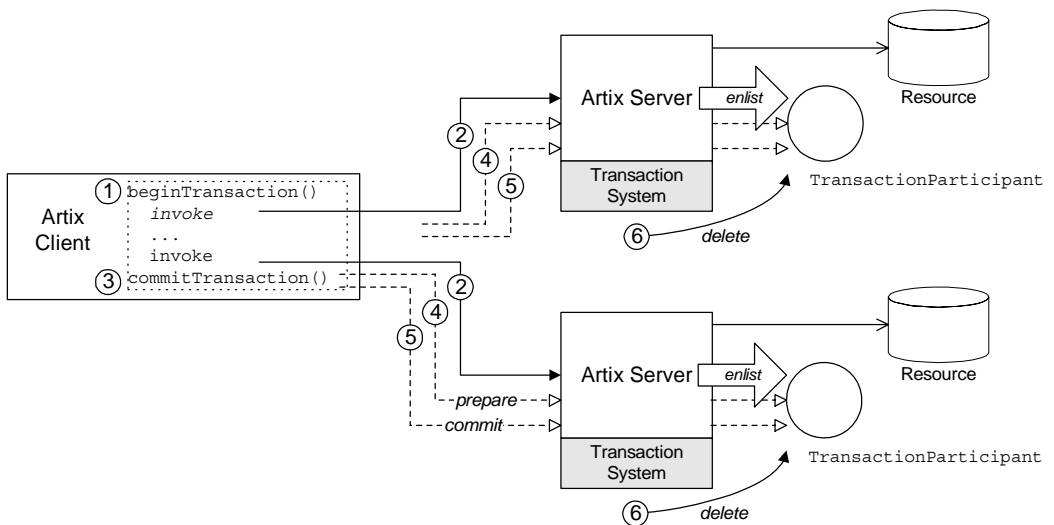 Artix Server
enlist
Resource
2
4
5
Transaction
System
TransactionParticipant
6
delete
1
beginTransaction()
invoke
...
invoke
3
commitTransaction()
Artix
Client
2
4
5
prepare
commit
Artix Server
enlist
Resource
Transaction
System
TransactionParticipant
6
delete